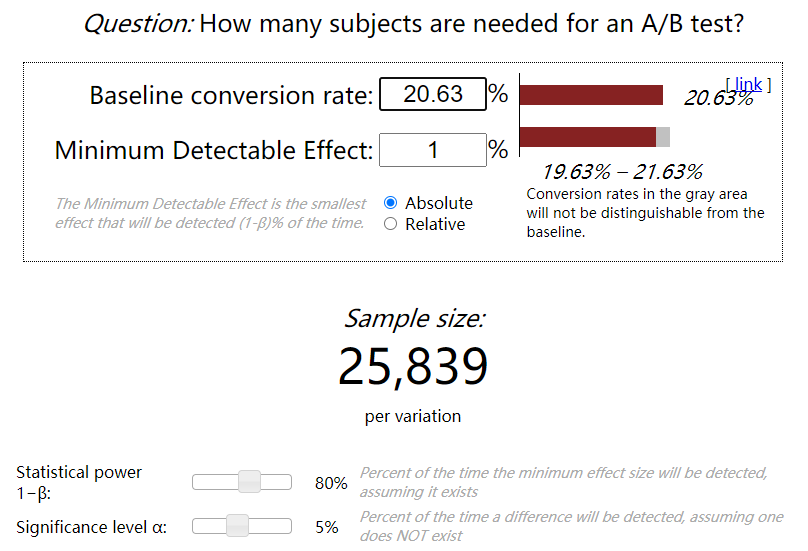 Question: How many subjects are needed for an A/B test?
[ link ]
Baseline conversion rate: 20.63 % 20.63%
Minimum Detectable Effect: 1 %
19.63% – 21.63%
The Minimum Detectable Effect is the smallest
effect that will be detected (1-β)% of the time.
Absolute
Relative
Conversion rates in the gray area
will not be distinguishable from the
baseline.
Sample size:
25,839
per variation
Statistical power
1−β:
80%
Percent of the time the minimum effect size will be detected,
assuming it exists
Significance level α:
5%
Percent of the time a difference will be detected, assuming one
does NOT exist